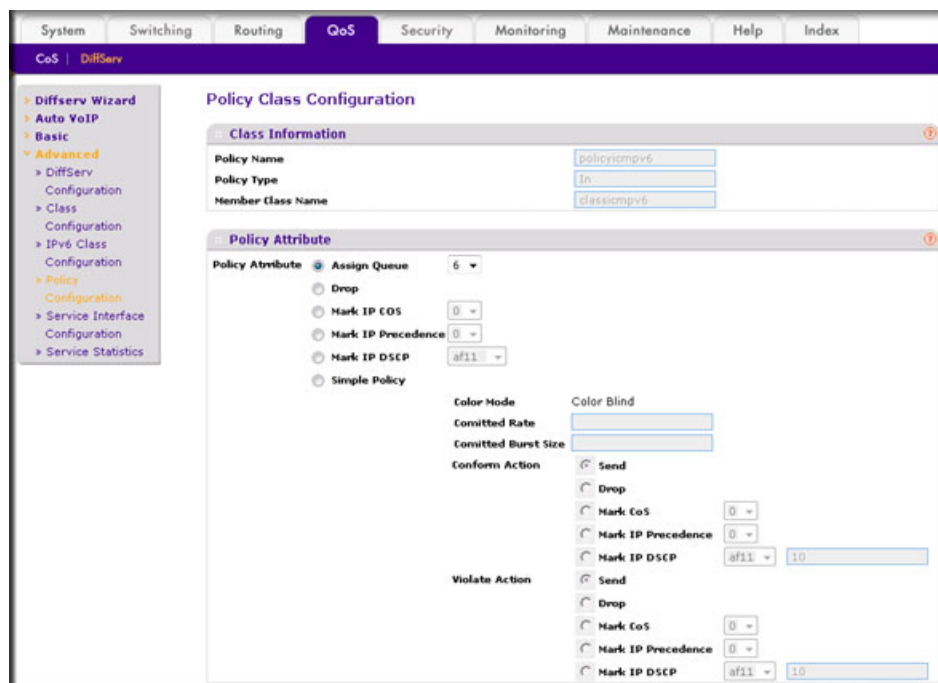 System Switching Routing QoS Security Monitoring Maintenance Help Index
CoS | DiffServ
Diffserv Wizard
Auto VoIP
Basic
Advanced
» DiffServ
Configuration
» Class
Configuration
» IPv6 Class
Configuration
» Policy
Configuration
» Service Interface
Configuration
» Service Statistics
Policy Class Configuration
Class Information ?
Policy Name policyicmpv6
Policy Type In
Member Class Name classicmpv6
Policy Attribute ?
Policy Attribute Assign Queue 6
Drop
Mark IP COS 0
Mark IP Precedence 0
Mark IP DSCP af11
Simple Policy
Color Mode Color Blind
Comitted Rate
Comitted Burst Size
Conform Action Send
Drop
Mark CoS 0
Mark IP Precedence 0
Mark IP DSCP af11 10
Violate Action Send
Drop
Mark CoS 0
Mark IP Precedence 0
Mark IP DSCP af11 10